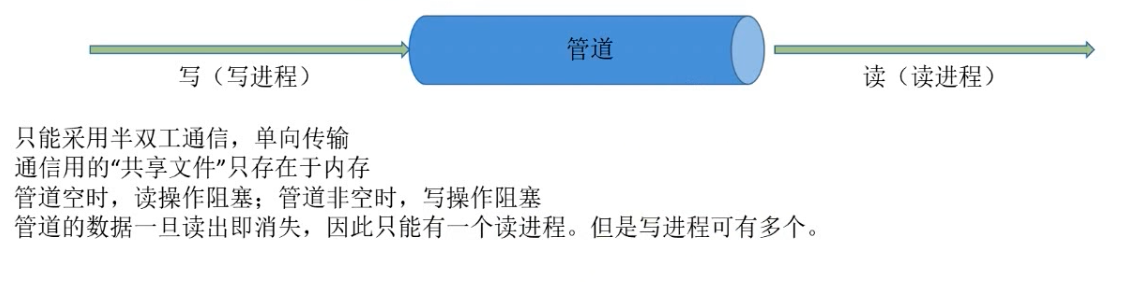 管道
写（写进程）
读（读进程）
只能采用半双工通信，单向传输
通信用的“共享文件”只存在于内存
管道空时，读操作阻塞；管道非空时，写操作阻塞
管道的数据一旦读出即消失，因此只能有一个读进程。但是写进程可有多个。